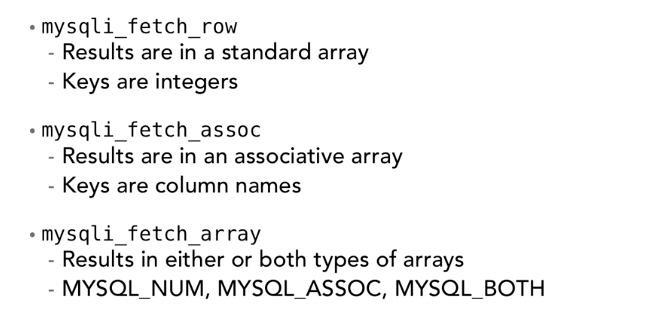 • mysqli_fetch_row
- Results are in a standard array
- Keys are integers
• mysqli_fetch_assoc
- Results are in an associative array
- Keys are column names
• mysqli_fetch_array
- Results in either or both types of arrays
- MYSQL_NUM, MYSQL_ASSOC, MYSQL_BOTH